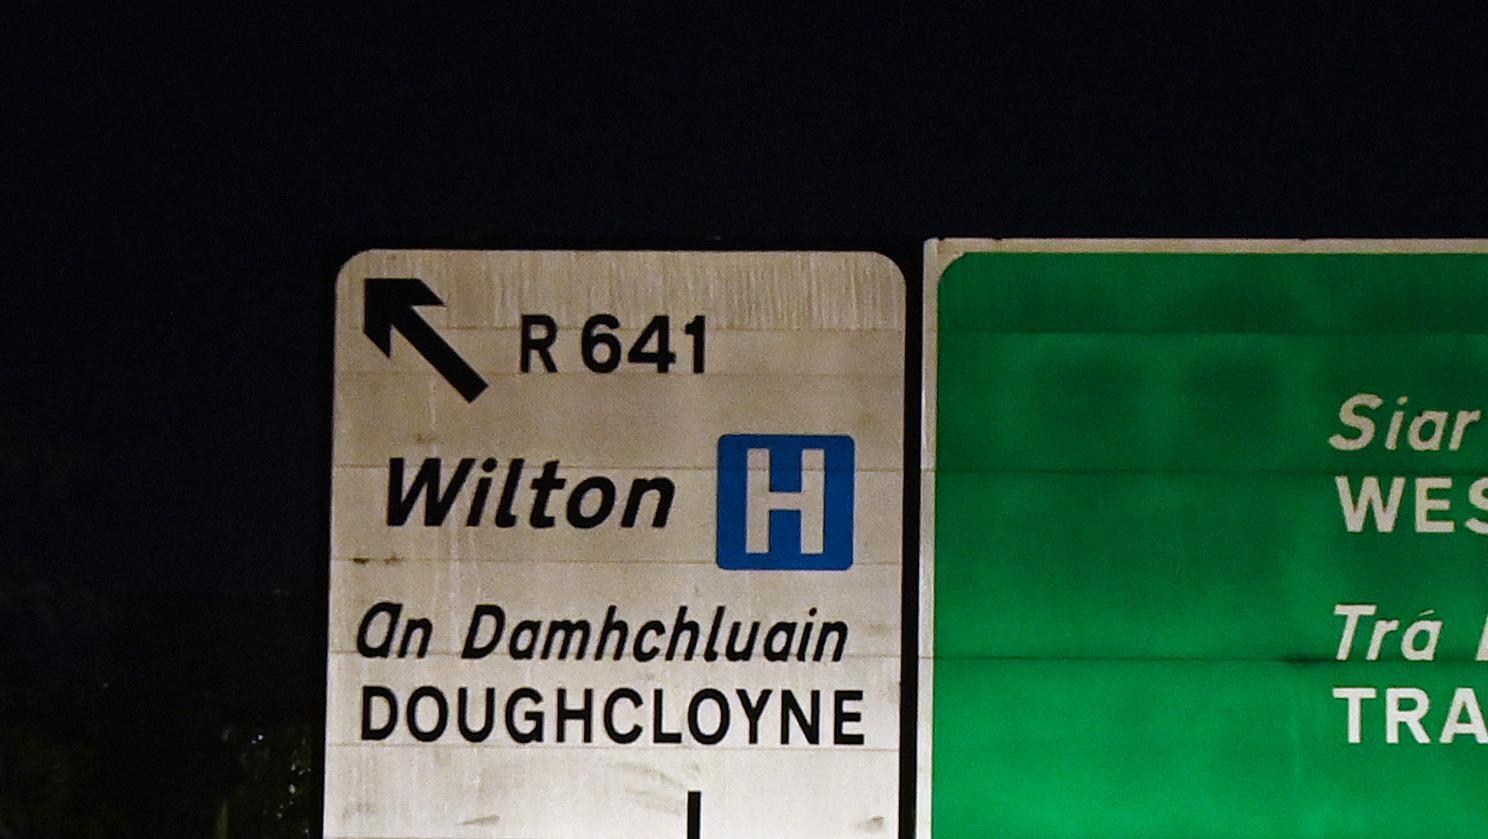 R 641
Wilton H
An Damhchluain
DOUGHCLOYNE
Siar
WES
Trá
TRA